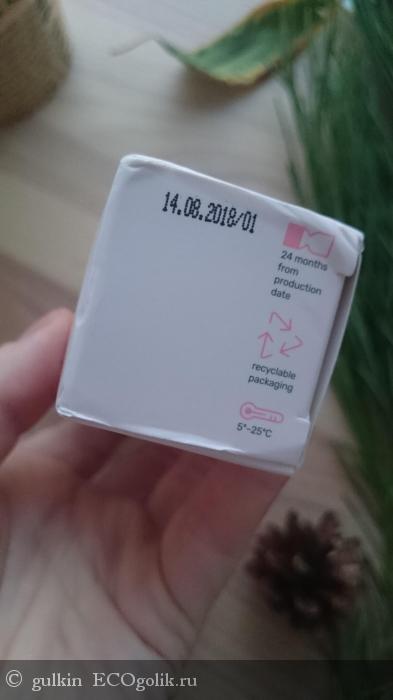 14.08.2018/01
24 months
from
production
date
recyclable
packaging
5°-25°C
© gulkin ECOgolik.ru